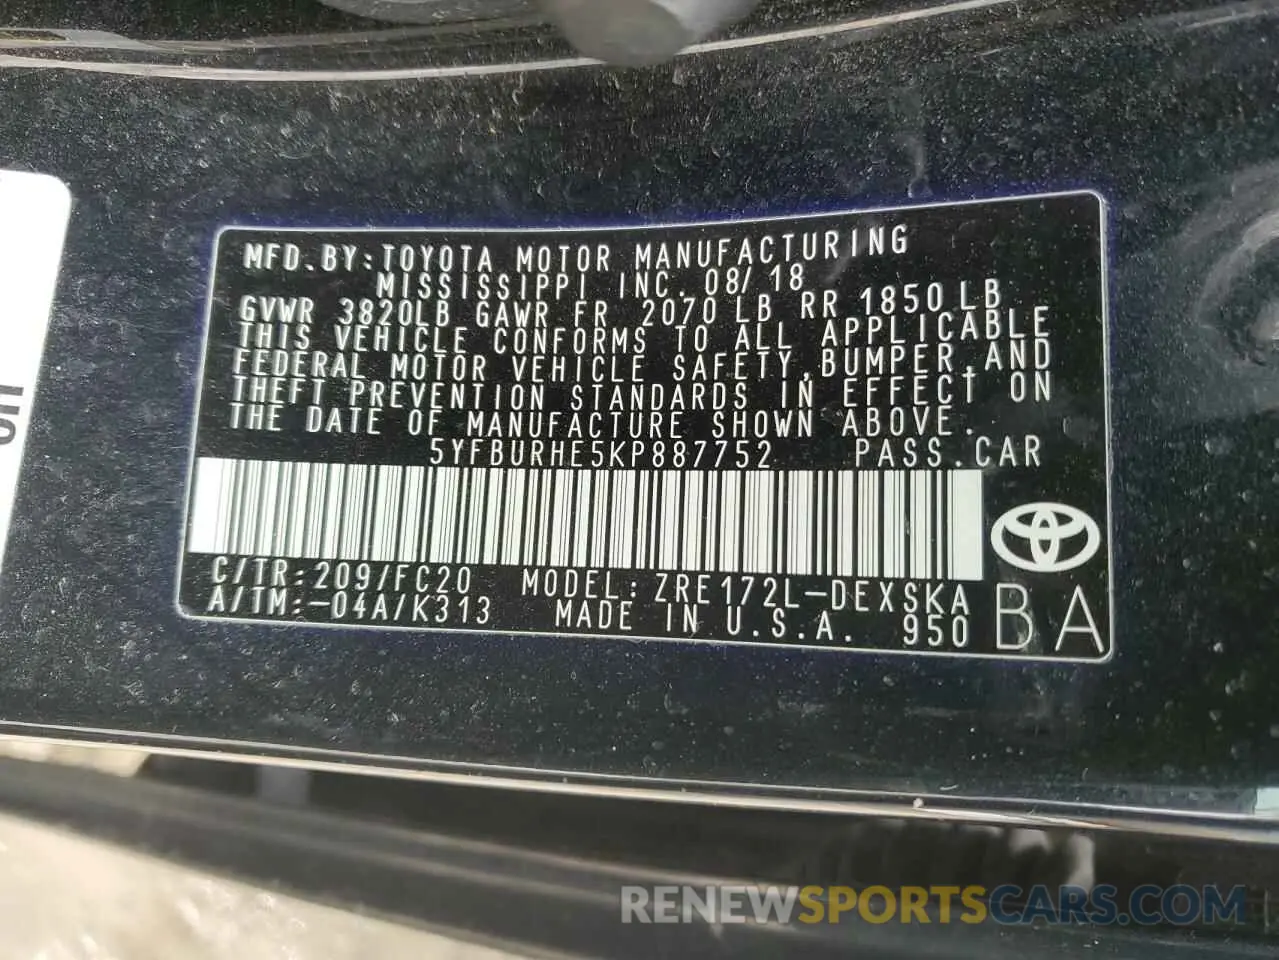 MFD.BY:TOYOTA MOTOR MANUFACTURING
MISSISSIPPI INC. 08/18
GVWR 3820LB GAWR FR 2070 LB RR 1850 LB
THIS VEHICLE CONFORMS TO ALL APPLICABLE
FEDERAL MOTOR VEHICLE SAFETY,BUMPER,AND
THEFT PREVENTION STANDARDS IN EFFECT ON
THE DATE OF MANUFACTURE SHOWN ABOVE.
5YFBURHE5KP887752 PASS.CAR
C/TR:209/FC20 MODEL:ZRE172L-DEXSKA
A/TM:-04A/K313 MADE IN U.S.A. 950
BA
RENEWSPORTSCARS.COM